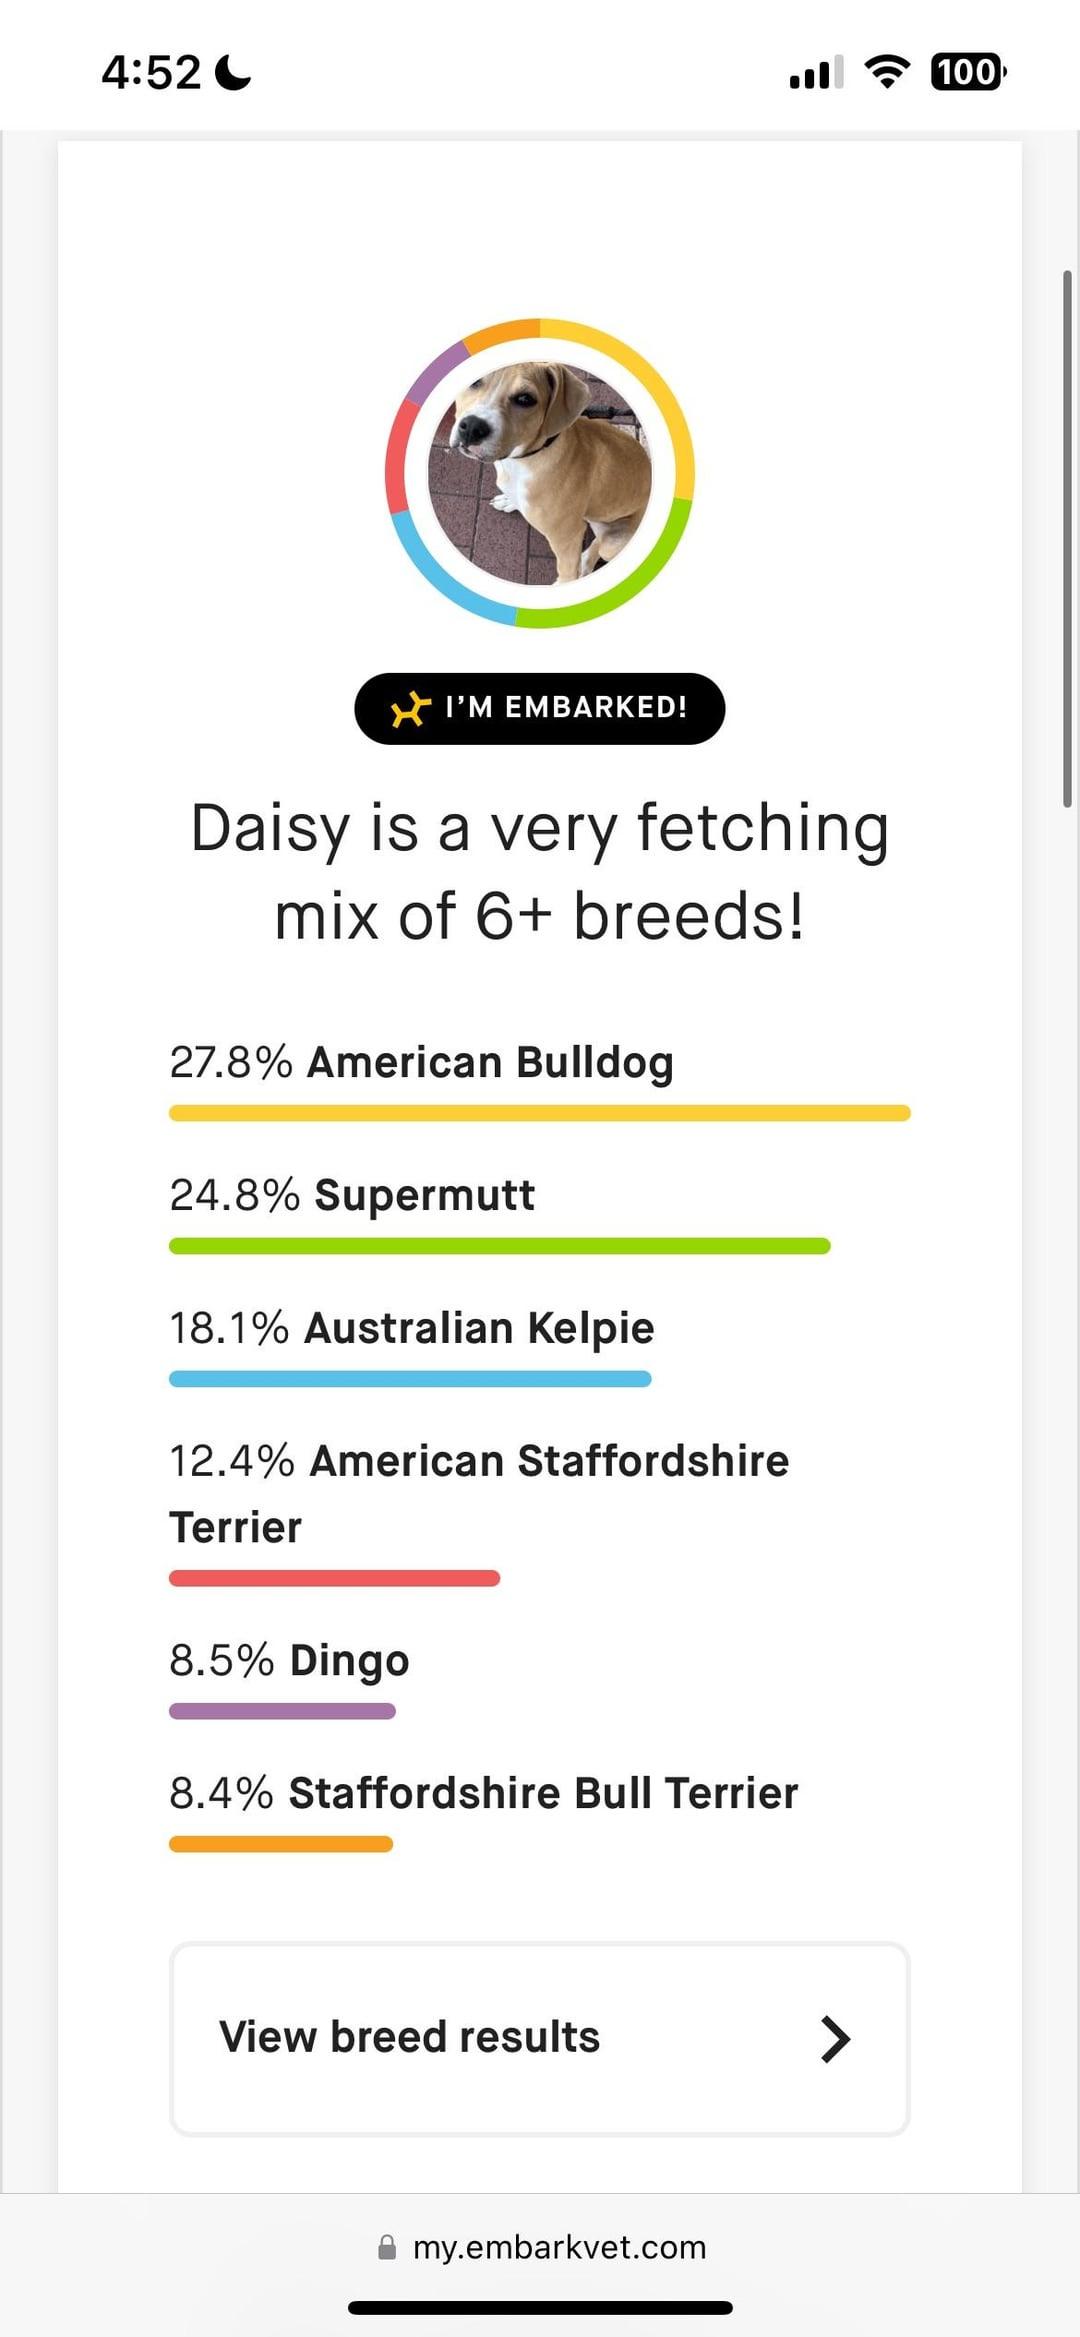 4:52
100
I’M EMBARKED!
Daisy is a very fetching
mix of 6+ breeds!
27.8% American Bulldog
24.8% Supermutt
18.1% Australian Kelpie
12.4% American Staffordshire
Terrier
8.5% Dingo
8.4% Staffordshire Bull Terrier
View breed results
my.embarkvet.com